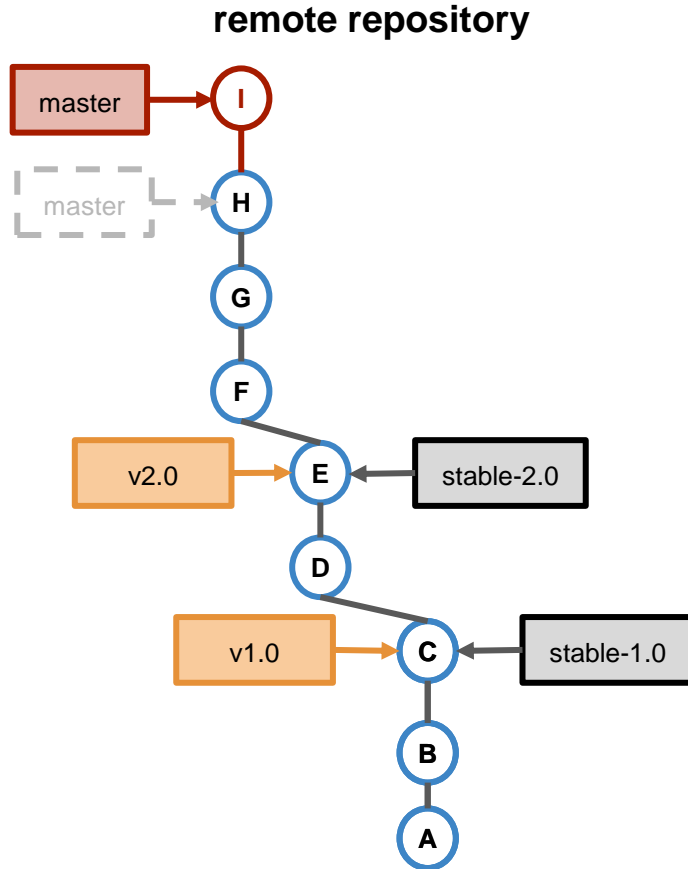 remote repository
master
I
master
H
G
F
v2.0
E
stable-2.0
D
v1.0
C
stable-1.0
B
A